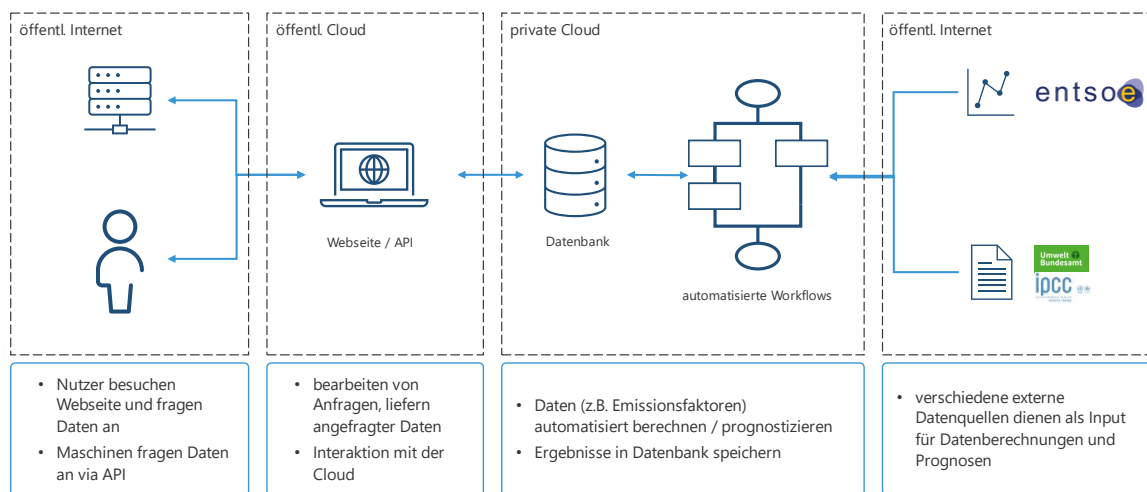 öffentl. Internet
öffentl. Cloud
private Cloud
öffentl. Internet
entsoe
Webseite / API
Datenbank
automatisierte Workflows
Umwelt
Bundesamt
ipcc
• Nutzer besuchen
Webseite und fragen
Daten an
• Maschinen fragen Daten
an via API
• bearbeiten von
Anfragen, liefern
angefragter Daten
• Interaktion mit der
Cloud
• Daten (z.B. Emissionsfaktoren)
automatisiert berechnen / prognostizieren
• Ergebnisse in Datenbank speichern
• verschiedene externe
Datenquellen dienen als Input
für Datenberechnungen und
Prognosen